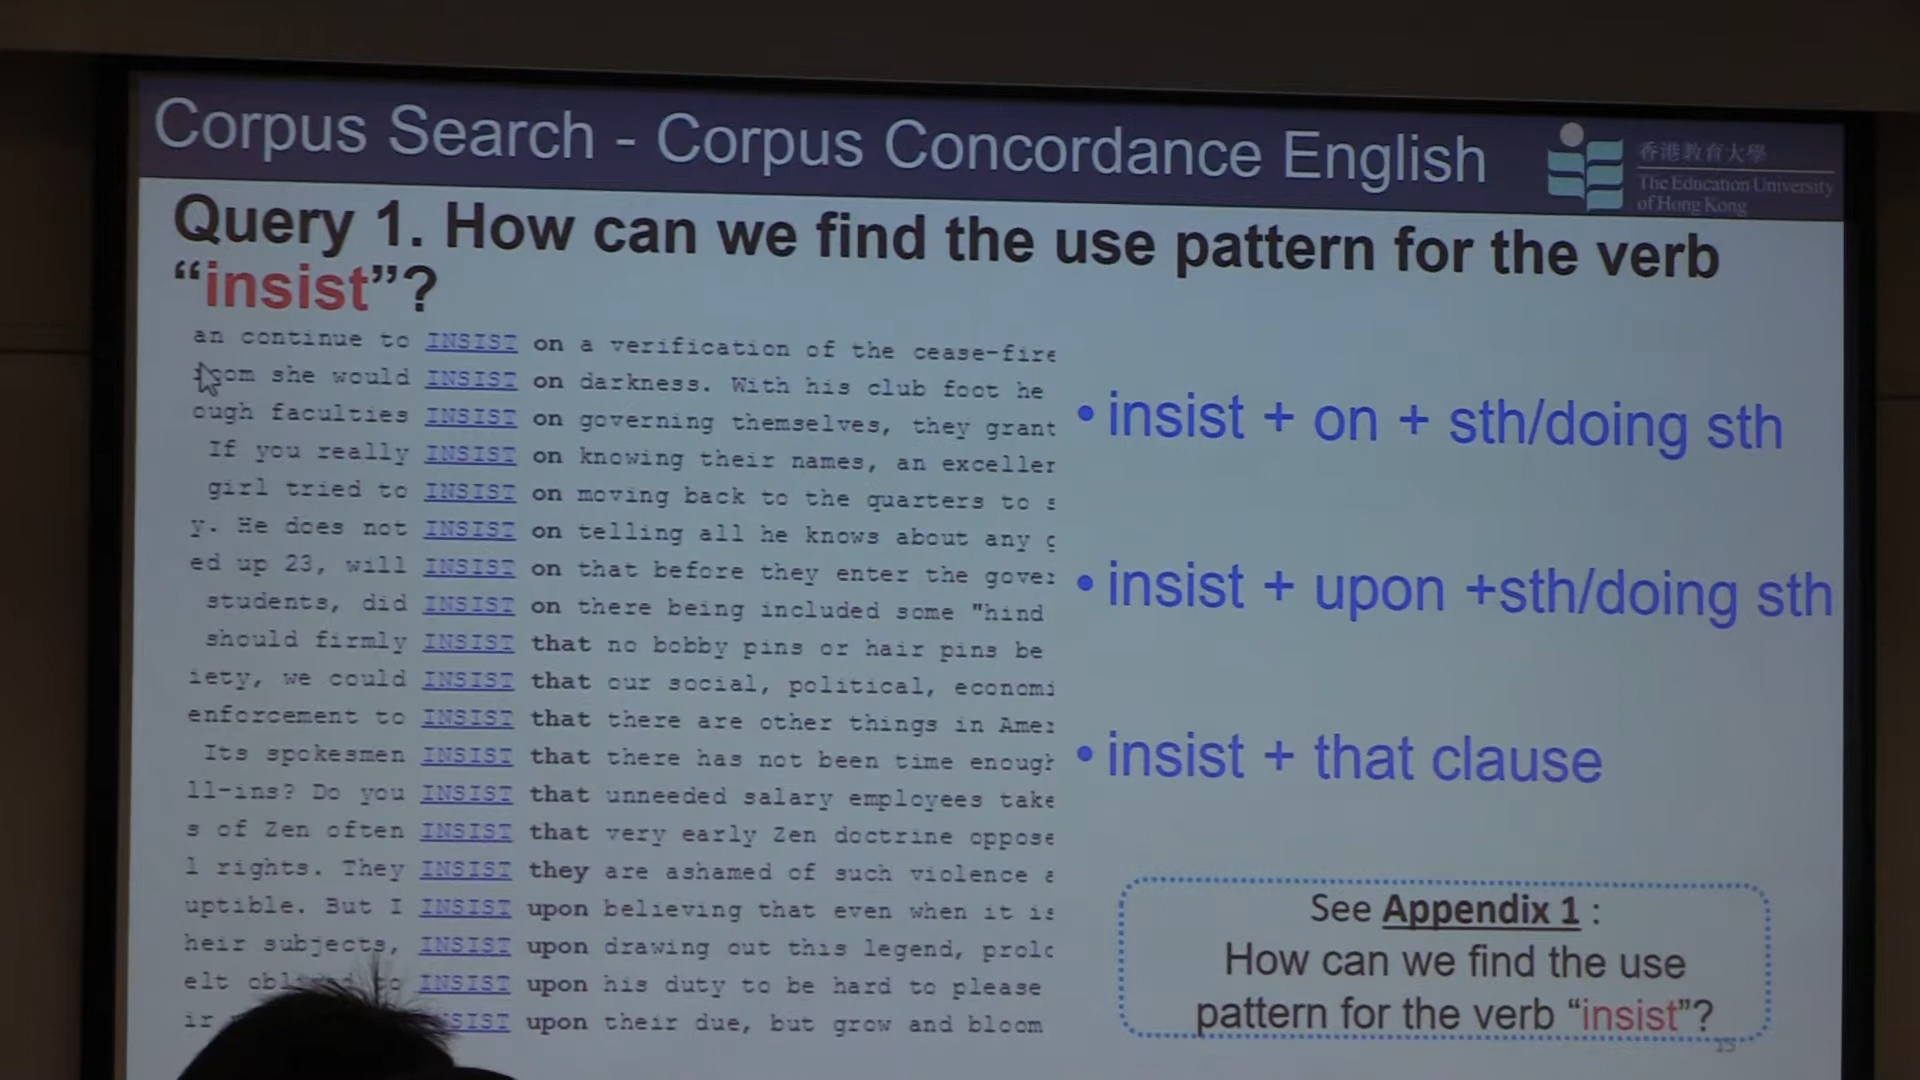 Corpus Search - Corpus Concordance English
香港教育大學
The Education University
of Hong Kong
Query 1. How can we find the use pattern for the verb
“insist”?
an continue to INSIST on a verification of the cease-fire
oom she would INSIST on darkness. With his club foot he
ough faculties INSIST on governing themselves, they grant
If you really INSIST on knowing their names, an exceller
girl tried to INSIST on moving back to the quarters to s
y. He does not INSIST on telling all he knows about any g
ed up 23, will INSIST on that before they enter the gove
students, did INSIST on there being included some "hind
should firmly INSIST that no bobby pins or hair pins be
iety, we could INSIST that our social, political, economi
enforcement to INSIST that there are other things in Ame
Its spokesmen INSIST that there has not been time enough
ll-ins? Do you INSIST that unneeded salary employees take
s of Zen often INSIST that very early Zen doctrine oppose
l rights. They INSIST they are ashamed of such violence a
uptible. But I INSIST upon believing that even when it is
heir subjects, INSIST upon drawing out this legend, prolo
elt to INSIST upon his duty to be hard to please
ir SIST upon their due, but grow and bloom
• insist + on + sth/doing sth
• insist + upon +sth/doing sth
• insist + that clause
See Appendix 1 :
How can we find the use
pattern for the verb “insist”?
15